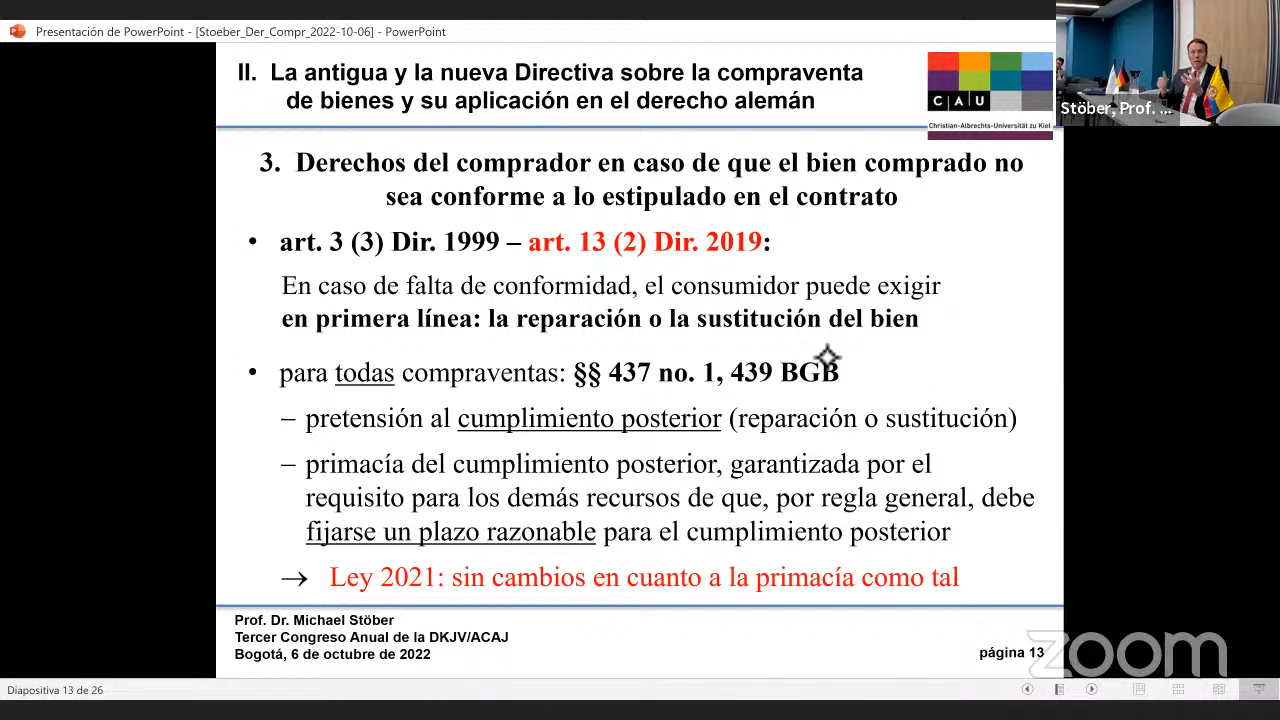 Presentación de PowerPoint - [Stoeber_Der_Compr_2022-10-06] - PowerPoint
II. La antigua y la nueva Directiva sobre la compraventa
de bienes y su aplicación en el derecho alemán
C A U
Christian-Albrechts-Universität zu Kiel
Stöber, Prof. ...
3. Derechos del comprador en caso de que el bien comprado no
sea conforme a lo estipulado en el contrato
• art. 3 (3) Dir. 1999 – art. 13 (2) Dir. 2019:
En caso de falta de conformidad, el consumidor puede exigir
en primera línea: la reparación o la sustitución del bien
• para todas compraventas: §§ 437 no. 1, 439 BGB
– pretensión al cumplimiento posterior (reparación o sustitución)
– primacía del cumplimiento posterior, garantizada por el
requisito para los demás recursos de que, por regla general, debe
fijarse un plazo razonable para el cumplimiento posterior
→ Ley 2021: sin cambios en cuanto a la primacía como tal
Prof. Dr. Michael Stöber
Tercer Congreso Anual de la DKJV/ACAJ
Bogotá, 6 de octubre de 2022
página 13
zoom
Diapositiva 13 de 26